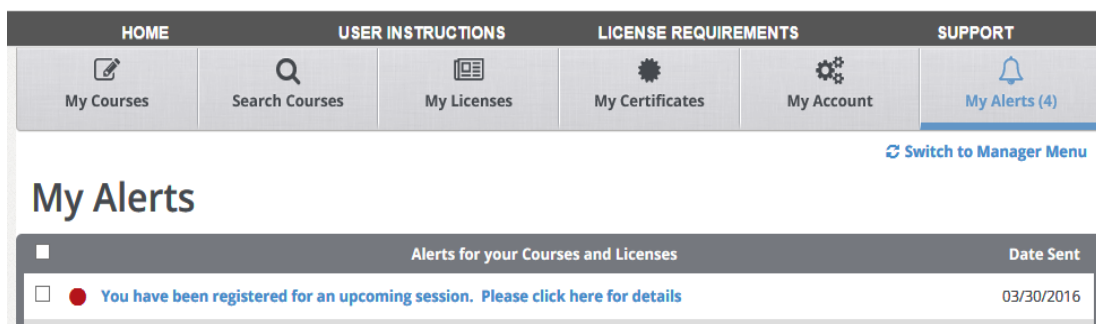 HOME USER INSTRUCTIONS LICENSE REQUIREMENTS SUPPORT
My Courses Search Courses My Licenses My Certificates My Account My Alerts (4)
Switch to Manager Menu
My Alerts
Alerts for your Courses and Licenses Date Sent
You have been registered for an upcoming session. Please click here for details 03/30/2016